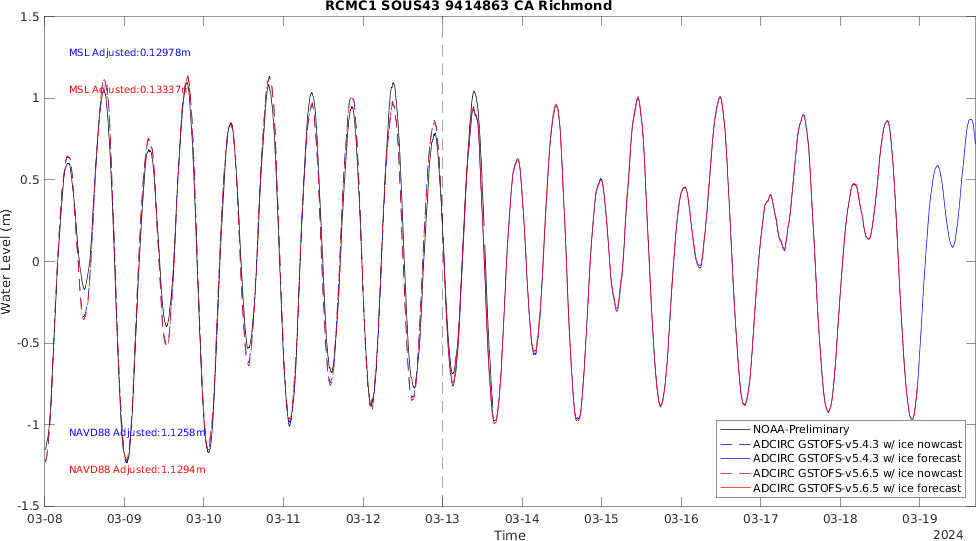 RCMC1 SOUS43 9414863 CA Richmond
1.5
1
0.5
0
-0.5
-1
-1.5
Water Level (m)
MSL Adjusted:0.12978m
MSL Adjusted:0.13337m
NAVD88 Adjusted:1.1258m
NAVD88 Adjusted:1.1294m
NOAA-Preliminary
ADCIRC GSTOFS-v5.4.3 w/ ice nowcast
ADCIRC GSTOFS-v5.4.3 w/ ice forecast
ADCIRC GSTOFS-v5.6.5 w/ ice nowcast
ADCIRC GSTOFS-v5.6.5 w/ ice forecast
03-08 03-09 03-10 03-11 03-12 03-13 03-14 03-15 03-16 03-17 03-18 03-19
Time
2024